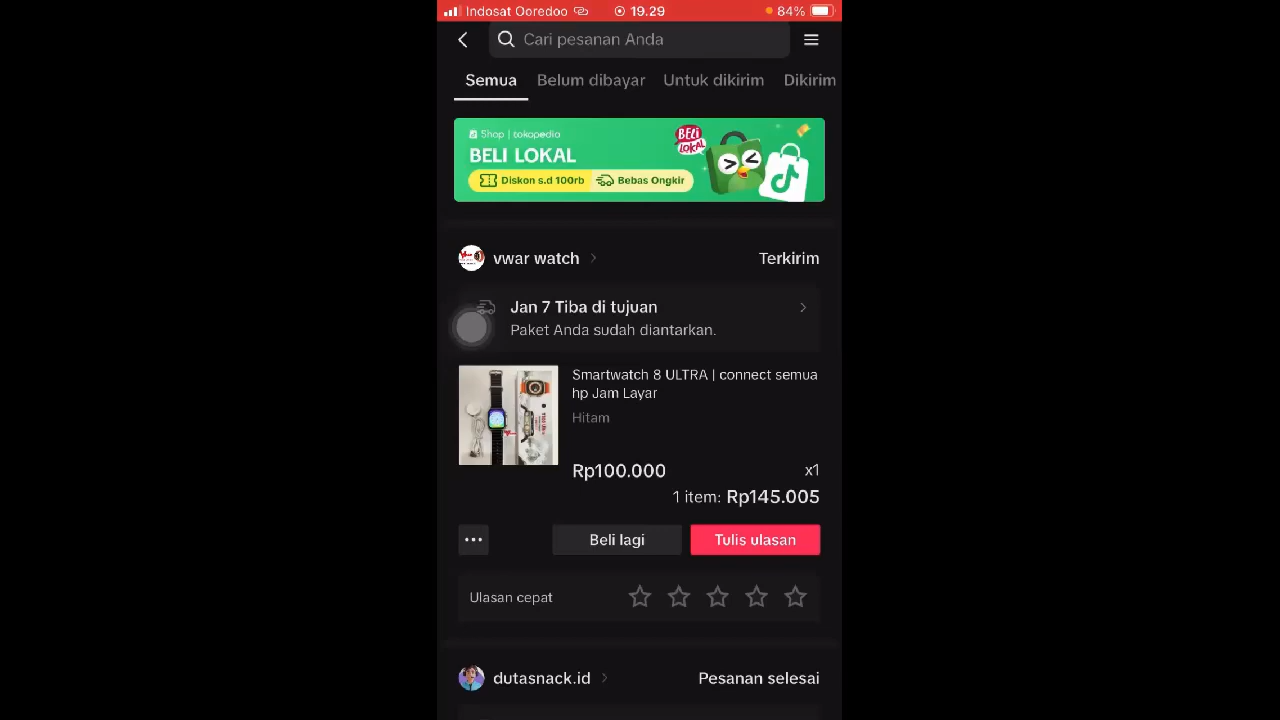 Indosat Ooredoo
19.29
84%
Cari pesanan Anda
Semua
Belum dibayar
Untuk dikirim
Dikirim
Shop | tokopedia
BELI LOKAL
BELI LOKAL
Diskon s.d 100rb
Bebas Ongkir
vwar watch
Terkirim
Jan 7 Tiba di tujuan
Paket Anda sudah diantarkan.
Smartwatch 8 ULTRA | connect semua
hp Jam Layar
Hitam
Rp100.000
x1
1 item: Rp145.005
Beli lagi
Tulis ulasan
Ulasan cepat
dutasnack.id
Pesanan selesai